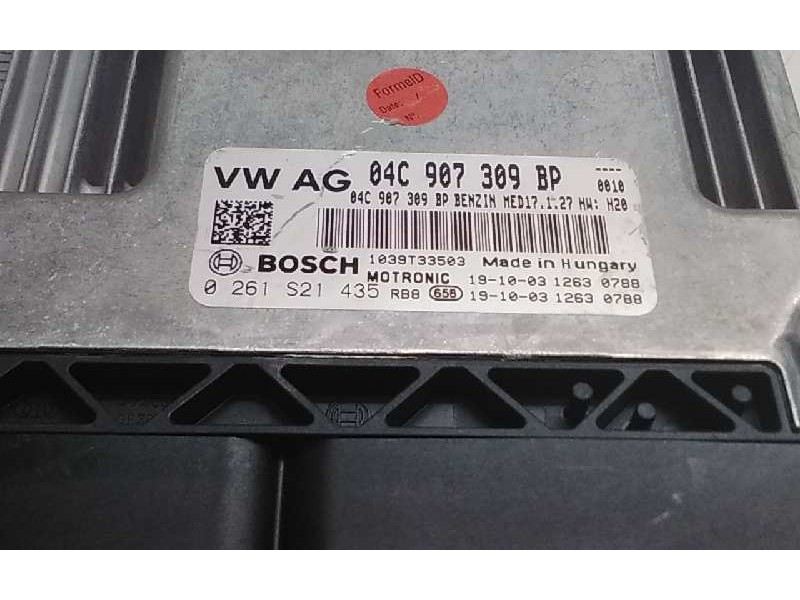 FormelD
Date:
N°.
VW AG 04C 907 309 BP ---- 0010
04C 907 309 BP BENZIN MED17.1.27 HW: H20
1039T33503 Made in Hungary
BOSCH MOTRONIC 19-10-03 1263 0788
0 261 S21 435 RB8 658 19-10-03 1263 0788